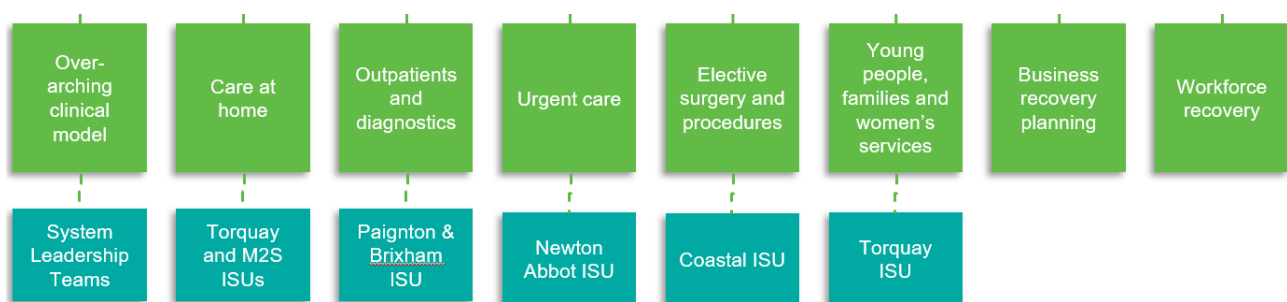 Over-
arching
clinical
model
Care at
home
Outpatients
and
diagnostics
Urgent care
Elective
surgery and
procedures
Young
people,
families and
women's
services
Business
recovery
planning
Workforce
recovery
System
Leadership
Teams
Torquay
and M2S
ISUs
Paignton &
Brixham
ISU
Newton
Abbot ISU
Coastal ISU
Torquay
ISU